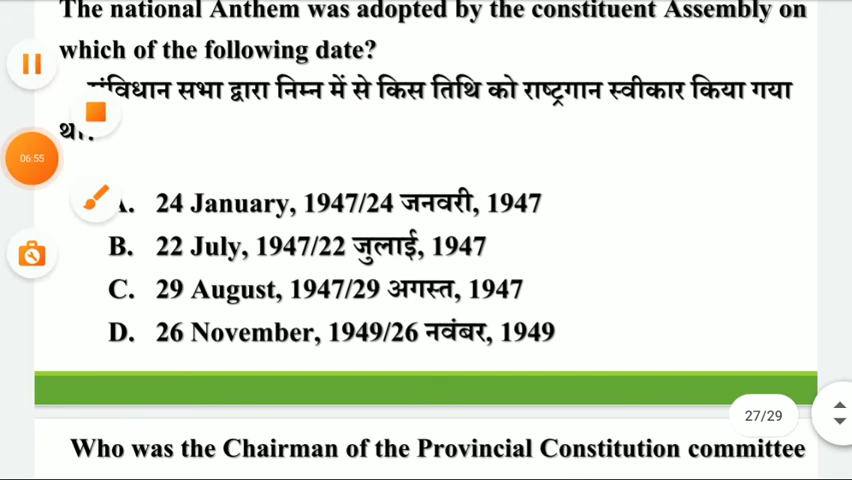 The national Anthem was adopted by the constituent Assembly on
which of the following date?
द्वारा निम्न में से किस तिथि को राष्ट्रगान स्वीकार किया गया
सभा
24 January, 1947/24 जनवरी, 1947
B. 22 July, 1947/22 जुलाई, 1947
C. 29 August, 1947/29 अगस्त, 1947
D. 26 November, 1949/26 नवंबर, 1949
06:55
27/29
Who was the Chairman of the Provincial Constitution committee